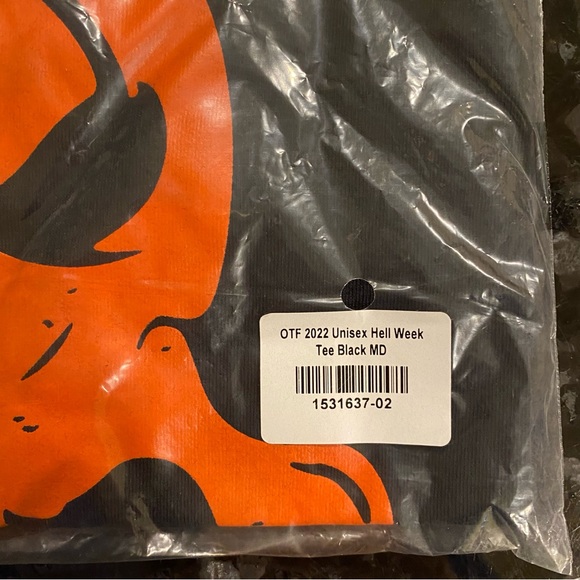 OTF 2022 Unisex Hell Week
Tee Black MD
1531637-02